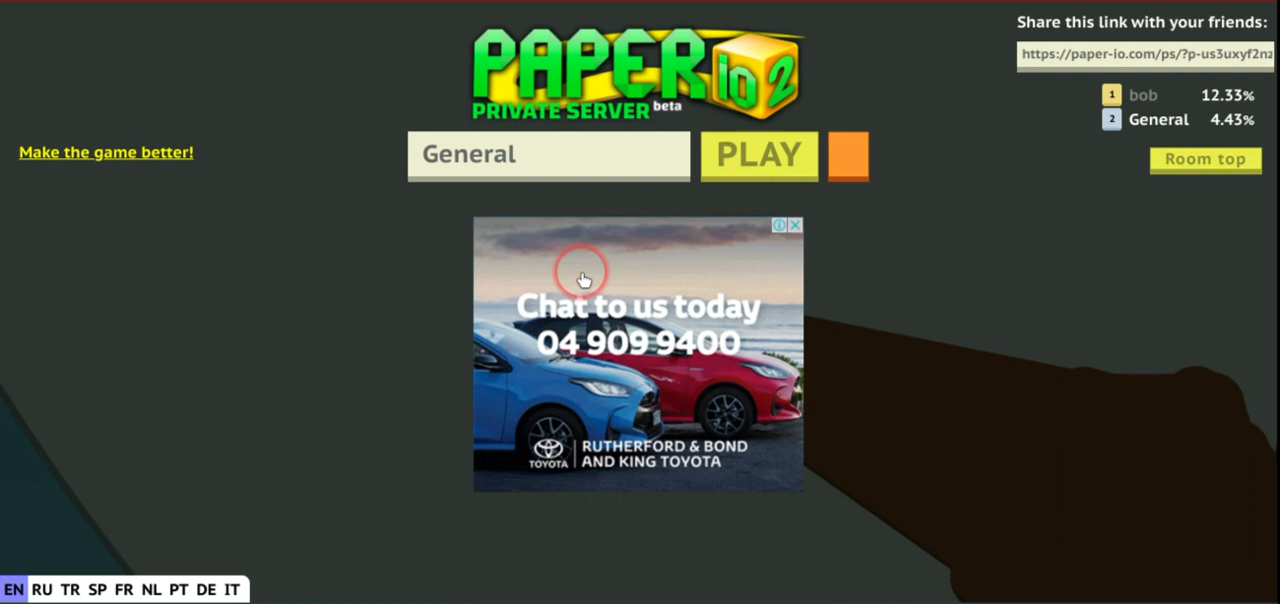 Share this link with your friends:
https://paper-io.com/ps/?p-us3uxyf2nz
PAPER io 2
PRIVATE SERVER beta
1 bob 12.33%
2 General 4.43%
Make the game better!
General
PLAY
Room top
Chat to us today
04 909 9400
TOYOTA
RUTHERFORD & BOND
AND KING TOYOTA
EN RU TR SP FR NL PT DE IT